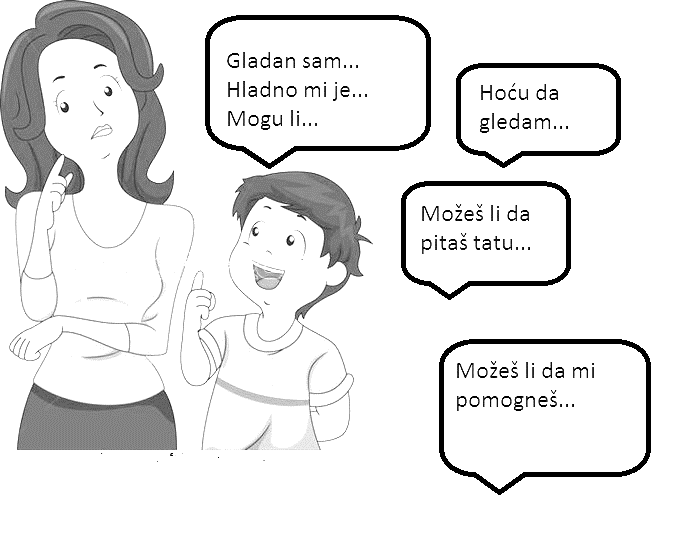 Gladan sam...
Hladno mi je...
Mogu li...
Hoću da
gledam...
Možeš li da
pitaš tatu...
Možeš li da mi
pomogneš...